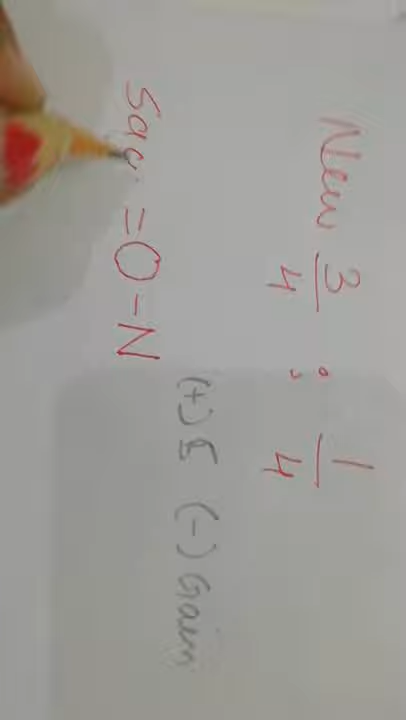 New 3/4 : 1/4
(+) S (-) Gain
Sac = O - N